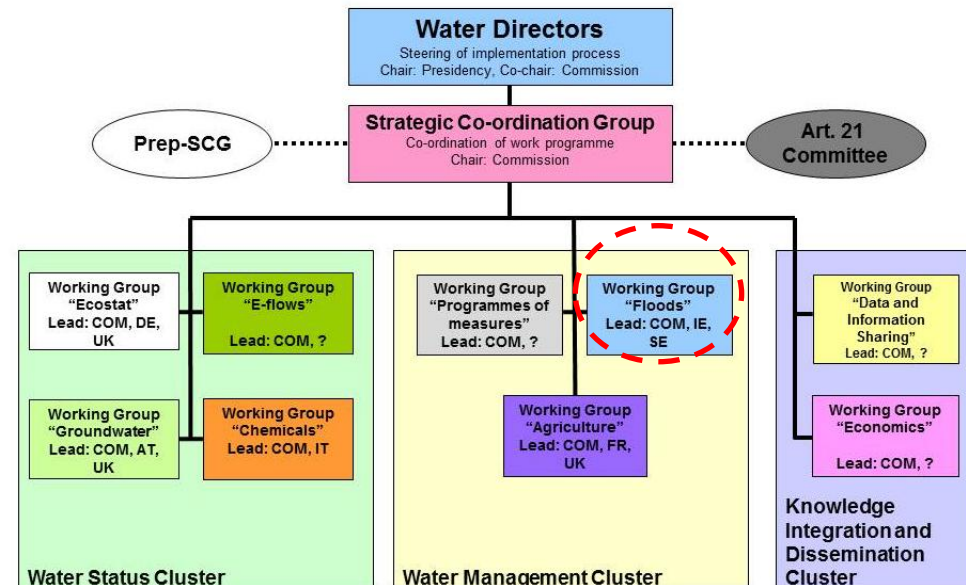 Water Directors
Steering of implementation process
Chair: Presidency, Co-chair: Commission
Strategic Co-ordination Group
Co-ordination of work programme
Chair: Commission
Prep-SCG
Art. 21
Committee
Working Group
“Ecostat”
Lead: COM, DE,
UK
Working Group
“E-flows”
Lead: COM, ?
Working Group
“Groundwater”
Lead: COM, AT,
UK
Working Group
“Chemicals”
Lead: COM, IT
Water Status Cluster
Working Group
“Programmes of
measures”
Lead: COM, ?
Working Group
“Floods”
Lead: COM, IE,
SE
Working Group
“Agriculture”
Lead: COM, FR,
UK
Water Management Cluster
Working Group
“Data and
Information
Sharing”
Lead: COM, ?
Working Group
“Economics”
Lead: COM, ?
Knowledge
Integration and
Dissemination
Cluster